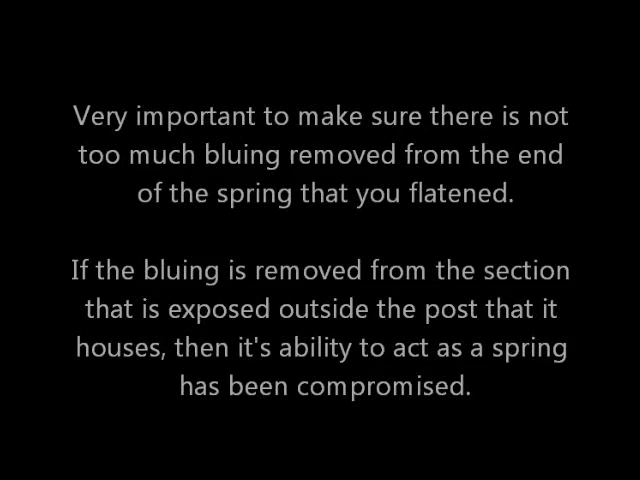 Very important to make sure there is not
too much bluing removed from the end
of the spring that you flatened.
If the bluing is removed from the section
that is exposed outside the post that it
houses, then it's ability to act as a spring
has been compromised.